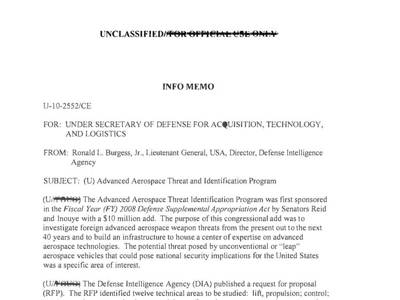 UNCLASSIFIED//FOR OFFICIAL USE ONLY
INFO MEMO
U-10-2552/CE
FOR: UNDER SECRETARY OF DEFENSE FOR ACQUISITION, TECHNOLOGY,
AND LOGISTICS
FROM: Ronald L. Burgess, Jr., Lieutenant General, USA, Director, Defense Intelligence
Agency
SUBJECT: (U) Advanced Aerospace Threat and Identification Program
(U//FOUO) The Advanced Aerospace Threat Identification Program was first sponsored
in the Fiscal Year (FY) 2008 Defense Supplemental Appropriation Act by Senators Reid
and Inouye with a $10 million add. The purpose of this congressional add was to
investigate foreign advanced aerospace weapon threats from the present out to the next
40 years and to build an infrastructure to house a center of expertise on advanced
aerospace technologies. The potential threat posed by unconventional or “leap”
aerospace vehicles that could pose national security implications for the United States
was a specific area of interest.
(U//FOUO) The Defense Intelligence Agency (DIA) published a request for proposal
(RFP). The RFP identified twelve technical areas to be studied: lift, propulsion; control;